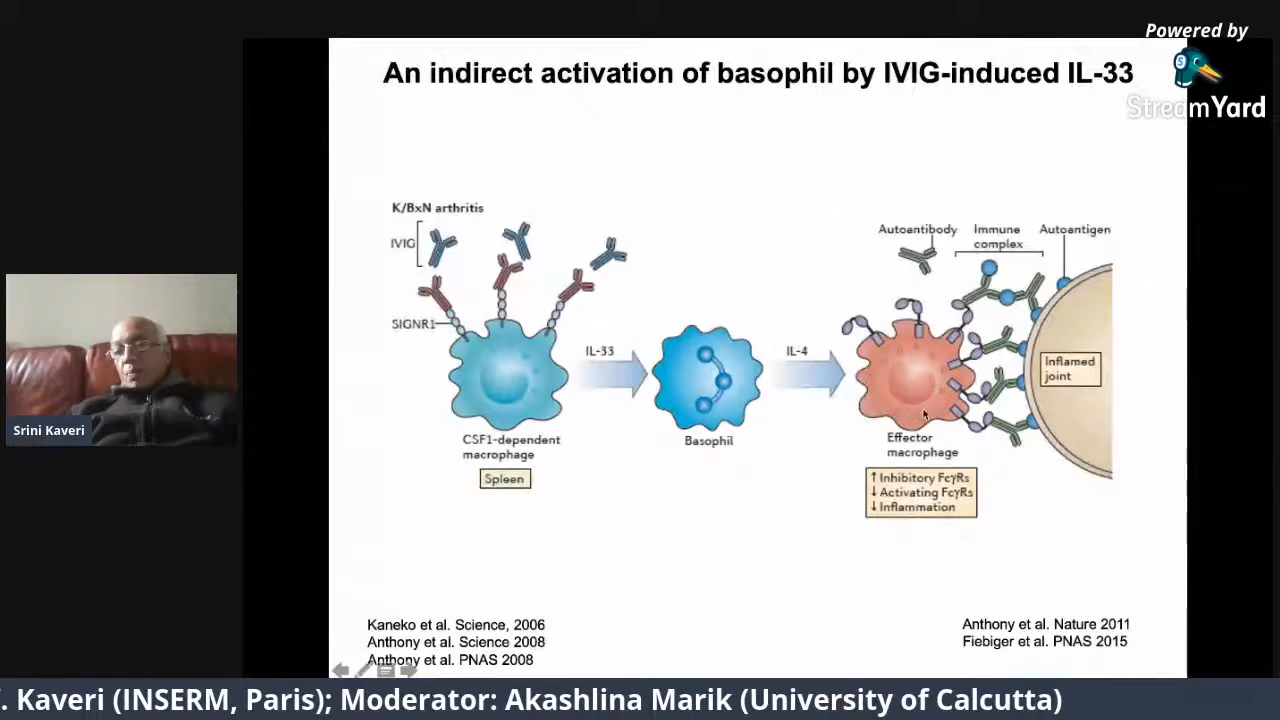 Powered by
StreamYard
An indirect activation of basophil by IVIG-induced IL-33
K/BxN arthritis
IVIG
SIGNR1
IL-33
IL-4
Autoantibody
Immune
complex
Autoantigen
Inflamed
joint
CSF1-dependent
macrophage
Spleen
Basophil
Effector
macrophage
↑ Inhibitory FcγRs
↓ Activating FcγRs
↓ Inflammation
Srini Kaveri
Kaneko et al. Science, 2006
Anthony et al. Science 2008
Anthony et al. PNAS 2008
Anthony et al. Nature 2011
Fiebiger et al. PNAS 2015
. Kaveri (INSERM, Paris); Moderator: Akashlina Marik (University of Calcutta)